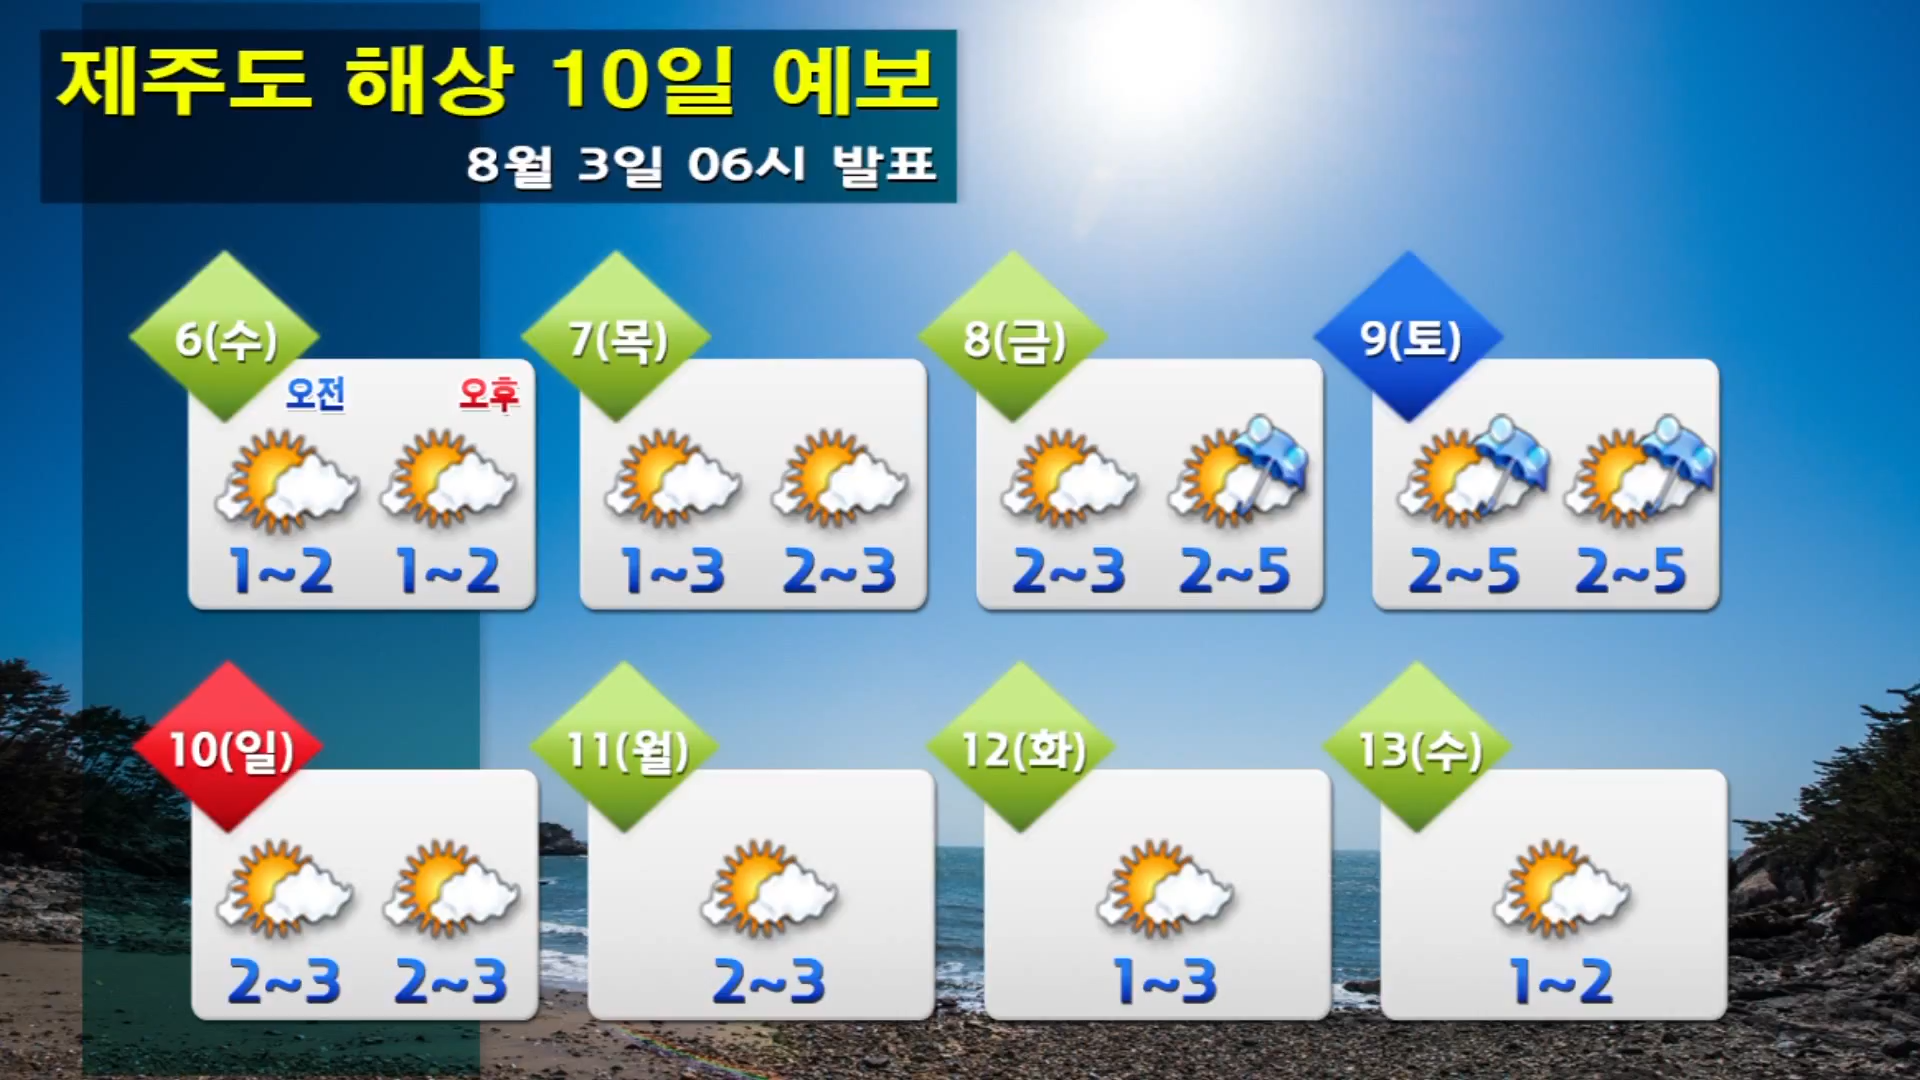 제주도 해상 10일 예보
8월 3일 06시 발표
6(수) 7(목) 8(금) 9(토)
오전 오후
1~2 1~2 1~3 2~3 2~3 2~5 2~5 2~5
10(일) 11(월) 12(화) 13(수)
2~3 2~3 2~3 1~3 1~2